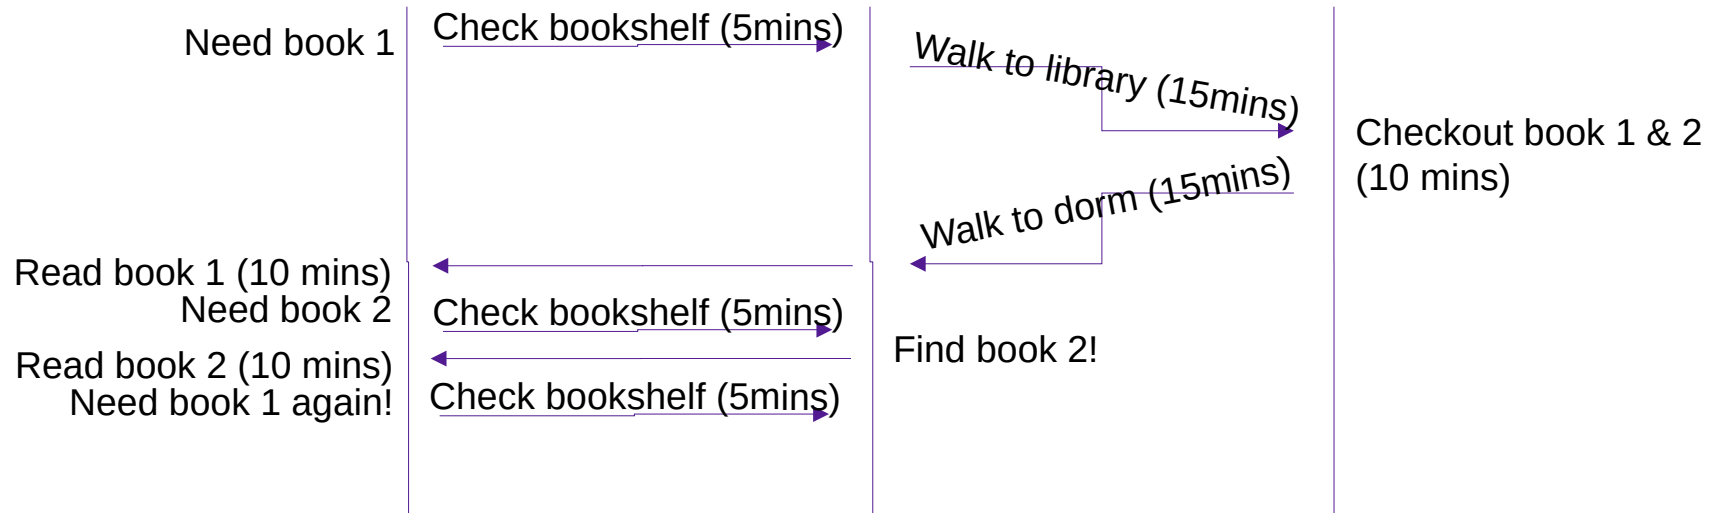 Need book 1
Check bookshelf (5mins)
Walk to library (15mins)
Checkout book 1 & 2
(10 mins)
Walk to dorm (15mins)
Read book 1 (10 mins)
Need book 2
Check bookshelf (5mins)
Find book 2!
Read book 2 (10 mins)
Need book 1 again!
Check bookshelf (5mins)